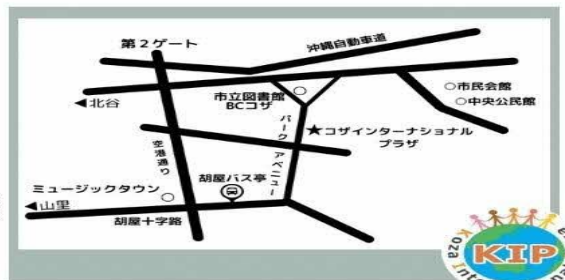 第２ゲート
沖縄自動車道
◀北谷
市立図書館
BCコザ
○市民会館
○中央公民館
★コザインターナショナル
プラザ
パーク アベニュー
空港通り
胡屋バス亭
ミュージックタウン
◀山里
胡屋十字路
KIP
Koza Int